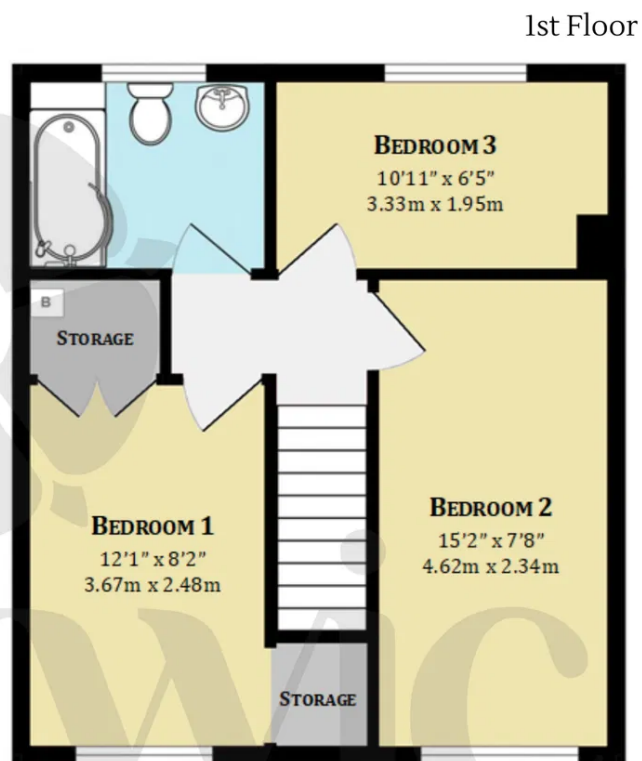 1st Floor
BEDROOM 3
10'11" x 6'5"
3.33m x 1.95m
B
STORAGE
BEDROOM 1
12'1" x 8'2"
3.67m x 2.48m
BEDROOM 2
15'2" x 7'8"
4.62m x 2.34m
STORAGE